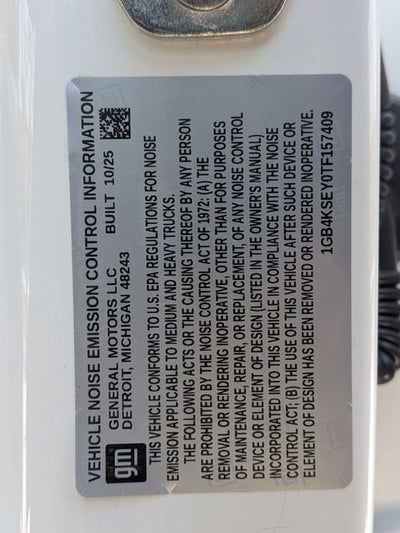 VEHICLE NOISE EMISSION CONTROL INFORMATION
gm
GENERAL MOTORS LLC
DETROIT, MICHIGAN 48243
BUILT 10/25
THIS VEHICLE CONFORMS TO U.S. EPA REGULATIONS FOR NOISE
EMISSION APPLICABLE TO MEDIUM AND HEAVY TRUCKS.
THE FOLLOWING ACTS OR THE CAUSING THEREOF BY ANY PERSON
ARE PROHIBITED BY THE NOISE CONTROL ACT OF 1972: (A) THE
REMOVAL OR RENDERING INOPERATIVE, OTHER THAN FOR PURPOSES
OF MAINTENANCE, REPAIR, OR REPLACEMENT, OF ANY NOISE CONTROL
DEVICE OR ELEMENT OF DESIGN (LISTED IN THE OWNER'S MANUAL)
INCORPORATED INTO THIS VEHICLE IN COMPLIANCE WITH THE NOISE
CONTROL ACT; (B) THE USE OF THIS VEHICLE AFTER SUCH DEVICE OR
ELEMENT OF DESIGN HAS BEEN REMOVED OR RENDERED INOPERATIVE.
1GB4KSEY0TF157409